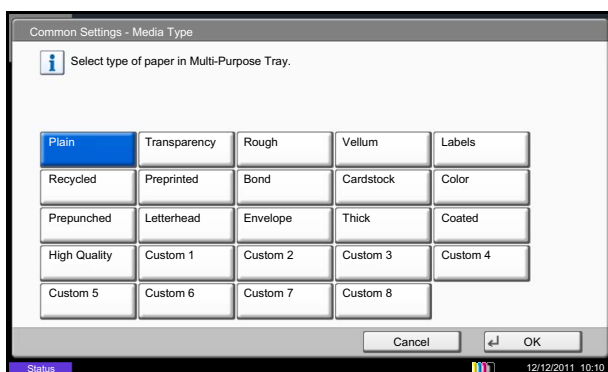 Common Settings - Media Type
i Select type of paper in Multi-Purpose Tray.
Plain Transparency Rough Vellum Labels
Recycled Preprinted Bond Cardstock Color
Prepunched Letterhead Envelope Thick Coated
High Quality Custom 1 Custom 2 Custom 3 Custom 4
Custom 5 Custom 6 Custom 7 Custom 8
Cancel OK
Status 12/12/2011 10:10